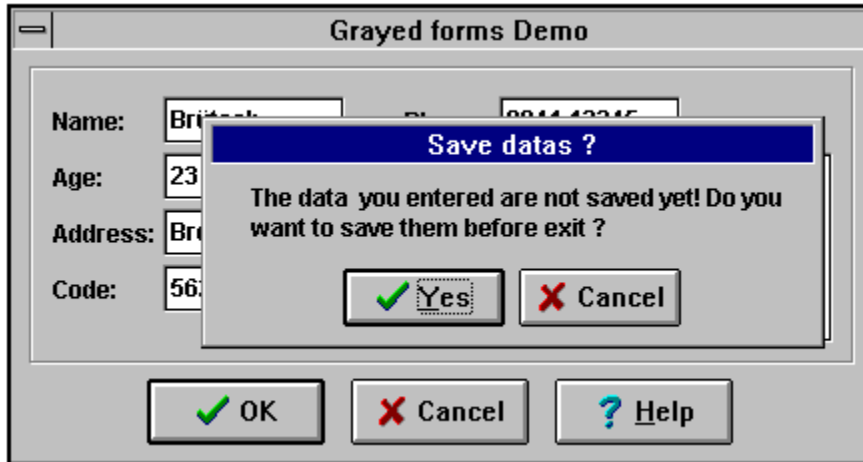 Grayed forms Demo
Name:
Age: 23
Address:
Code:
Save datas ?
The data you entered are not saved yet! Do you
want to save them before exit ?
Yes Cancel
OK Cancel Help